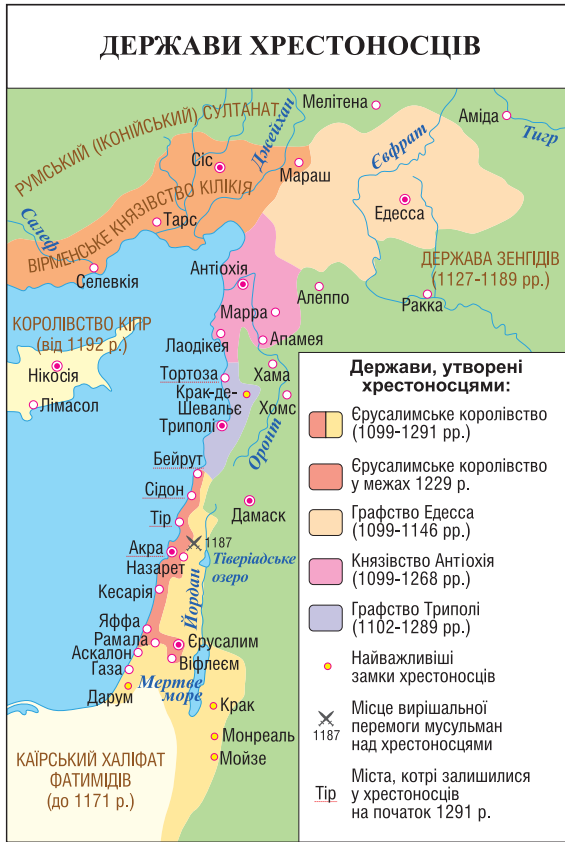 ДЕРЖАВИ ХРЕСТОНОСЦІВ
РУМСЬКИЙ (ІКОНІЙСЬКИЙ) СУЛТАНАТ
Мелітена
Аміда
Тигр
Євфрат
Джейхан
Сіс
Мараш
Едесса
ВІРМЕНСЬКЕ КНЯЗІВСТВО КІЛІКІЯ
Салеф
Тарс
Селевкія
ДЕРЖАВА ЗЕНГІДІВ
(1127-1189 рр.)
Антіохія
Алеппо
Ракка
Марра
Апамея
Лаодікея
КОРОЛІВСТВО КІПР
(від 1192 р.)
Нікосія
Лімасол
Тортоза
Хама
Крак-де-
Шевальє
Хомс
Триполі
Оронт
Бейрут
Сідон
Дамаск
Тір
1187
Акра
Назарет
Тіверіадське
озеро
Кесарія
Йордан
Яффа
Рамала
Єрусалим
Аскалон
Віфлеєм
Газа
Дарум
Мертве
море
Крак
Монреаль
Мойзе
КАЇРСЬКИЙ ХАЛІФАТ
ФАТИМІДІВ
(до 1171 р.)
Держави, утворені
хрестоносцями:
Єрусалимське королівство
(1099-1291 рр.)
Єрусалимське королівство
у межах 1229 р.
Графство Едесса
(1099-1146 рр.)
Князівство Антіохія
(1099-1268 рр.)
Графство Триполі
(1102-1289 рр.)
Найважливіші
замки хрестоносців
1187
Місце вирішальної
перемоги мусульман
над хрестоносцями
Тір
Міста, котрі залишилися
у хрестоносців
на початок 1291 р.